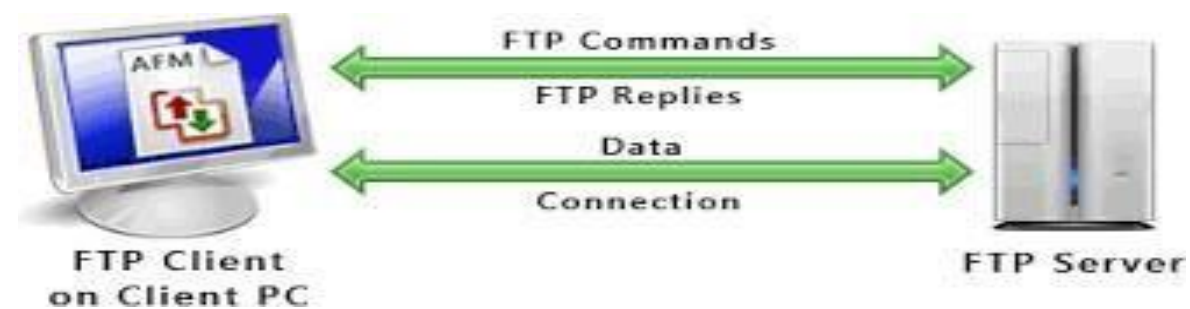 AFM
FTP Commands
FTP Replies
Data
Connection
FTP Client
on Client PC
FTP Server